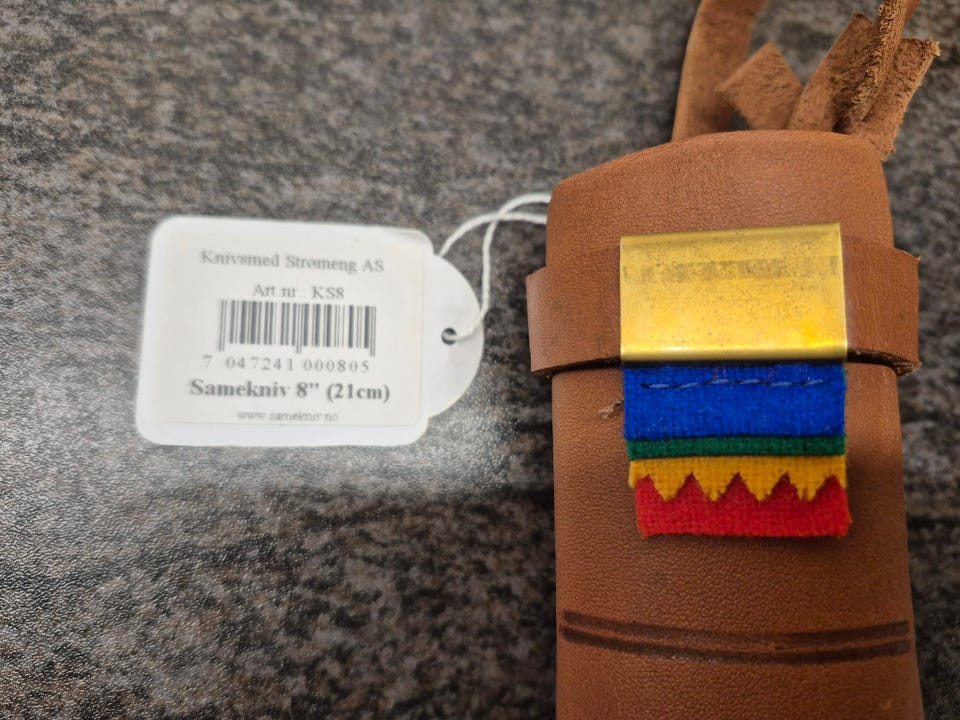 Knivsmed Strømeng AS
Art.nr.: KS8
7 047241 000805
Samekniv 8" (21cm)
www.samekniv.no